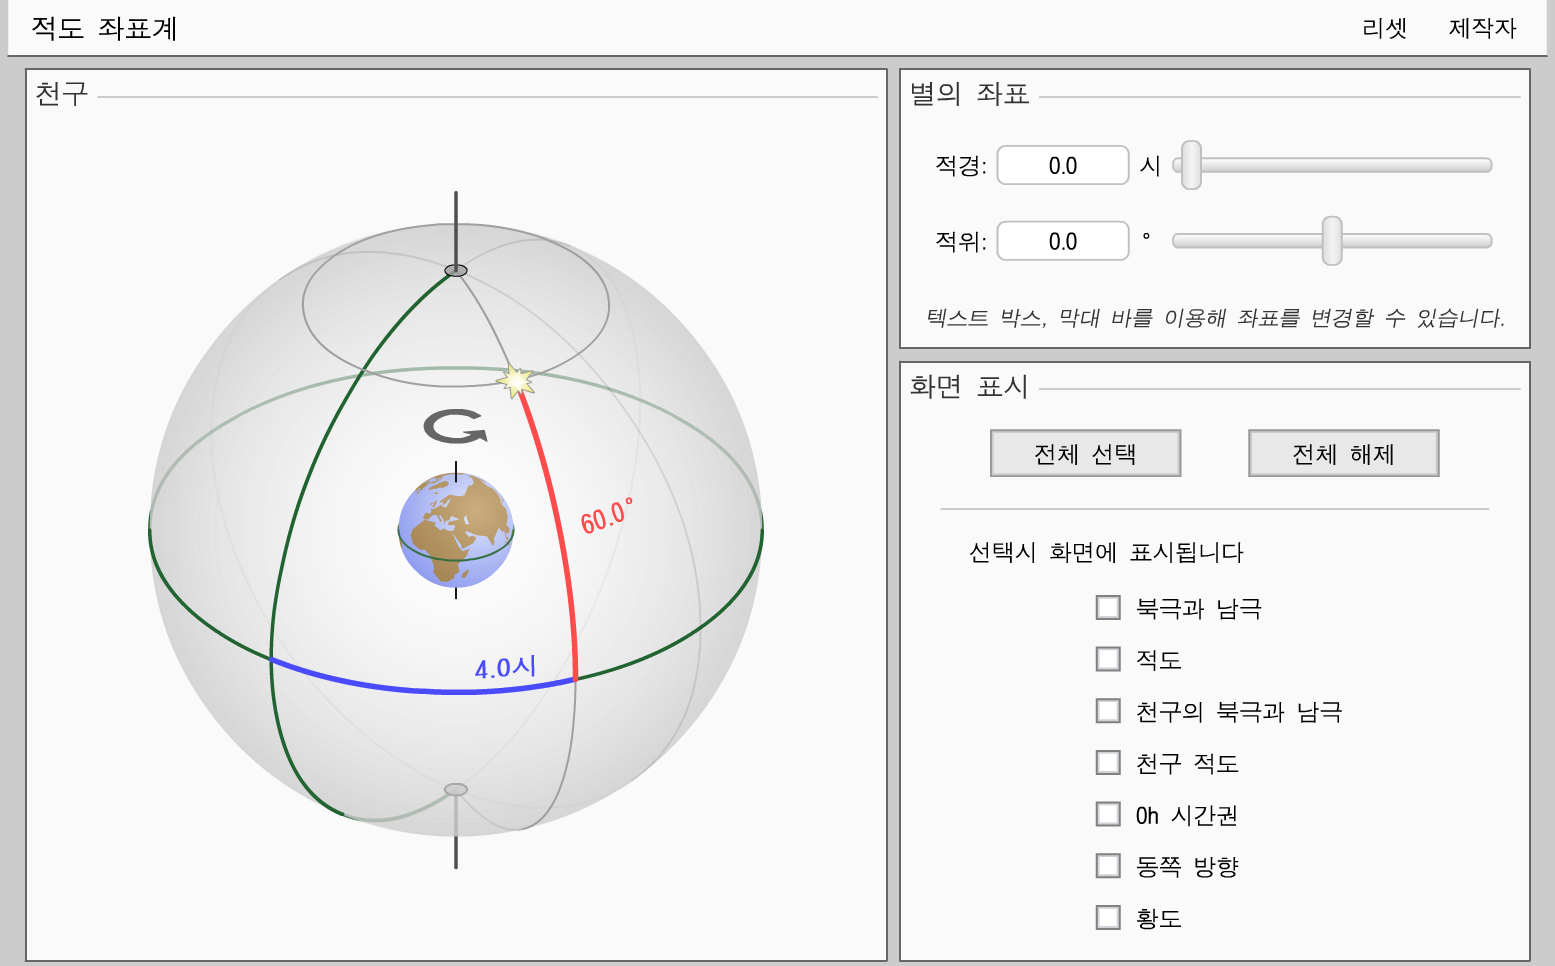 적도 좌표계
리셋 제작자
천구
4.0시
60.0°
별의 좌표
적경: 0.0 시
적위: 0.0 °
텍스트 박스, 막대 바를 이용해 좌표를 변경할 수 있습니다.
화면 표시
전체 선택 전체 해제
선택시 화면에 표시됩니다
북극과 남극
적도
천구의 북극과 남극
천구 적도
0h 시간권
동쪽 방향
황도